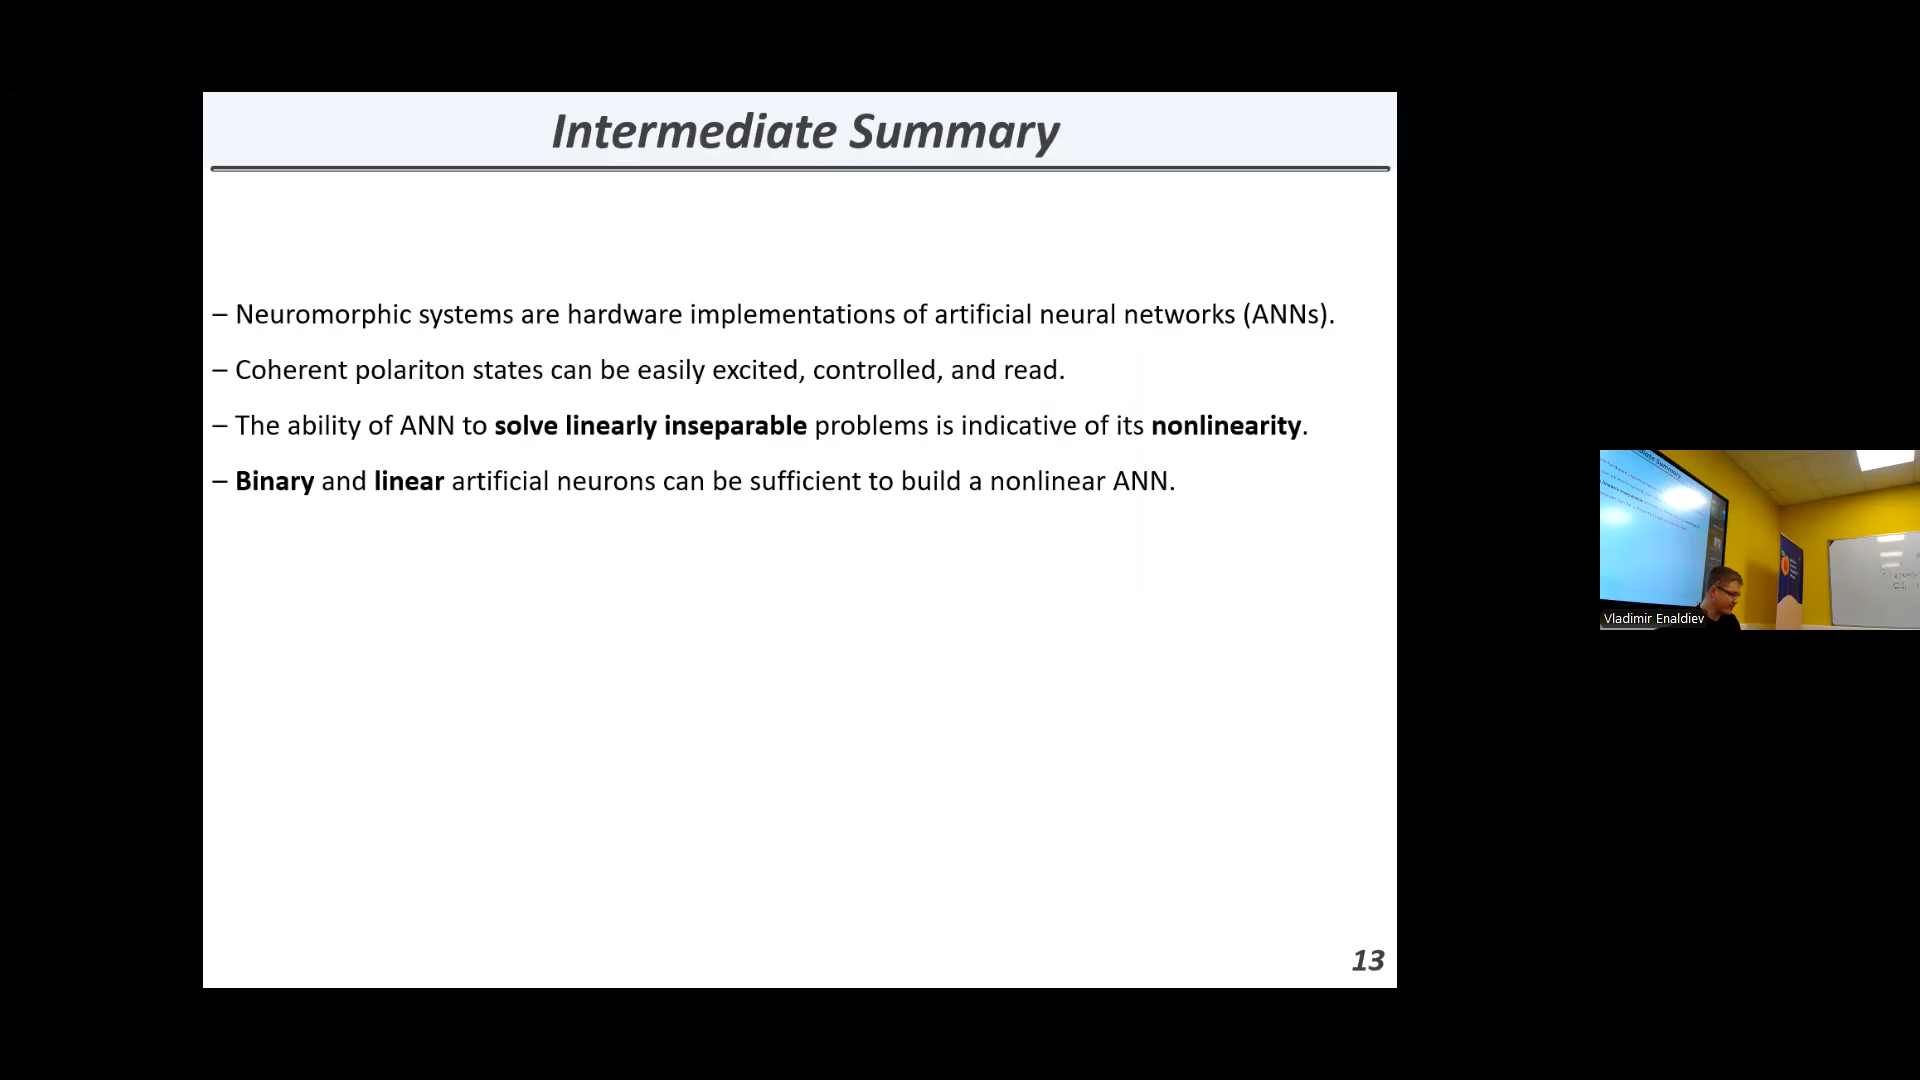 Intermediate Summary
– Neuromorphic systems are hardware implementations of artificial neural networks (ANNs).
– Coherent polariton states can be easily excited, controlled, and read.
– The ability of ANN to solve linearly inseparable problems is indicative of its nonlinearity.
– Binary and linear artificial neurons can be sufficient to build a nonlinear ANN.
13
Vladimir Enaldiev